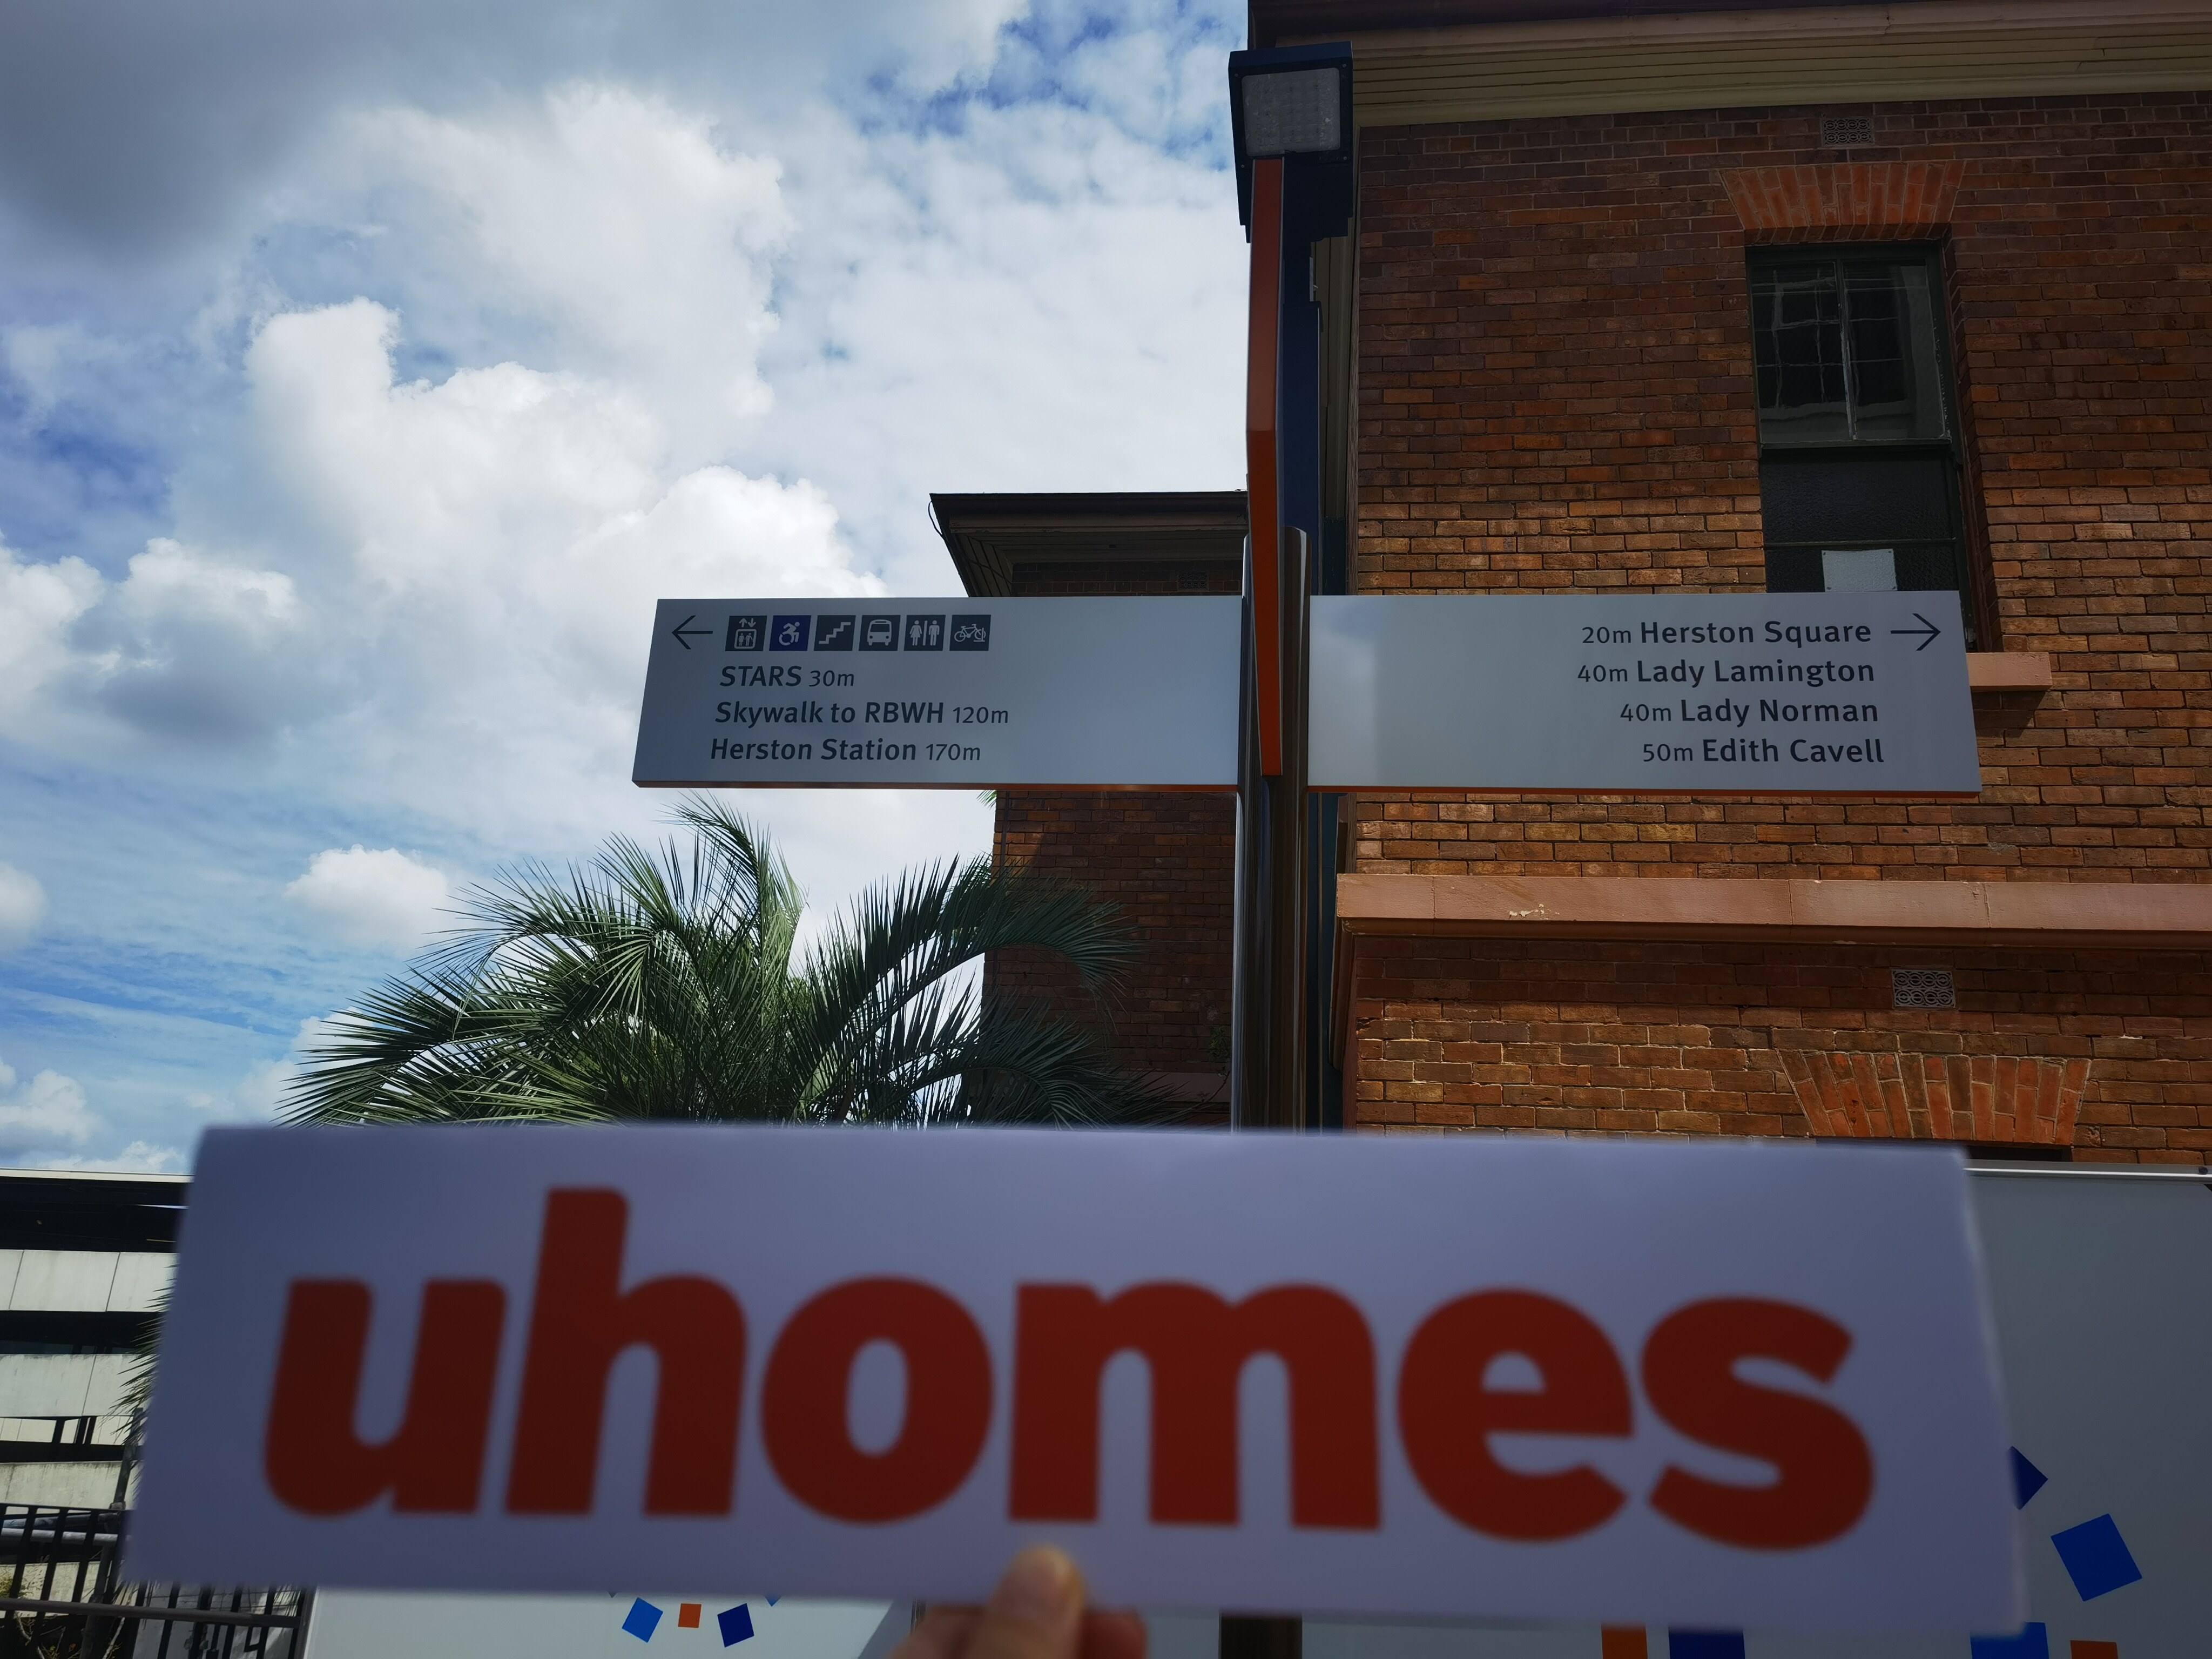 STARS 30m
Skywalk to RBWH 120m
Herston Station 170m
20m Herston Square
40m Lady Lamington
40m Lady Norman
50m Edith Cavell
uhomes